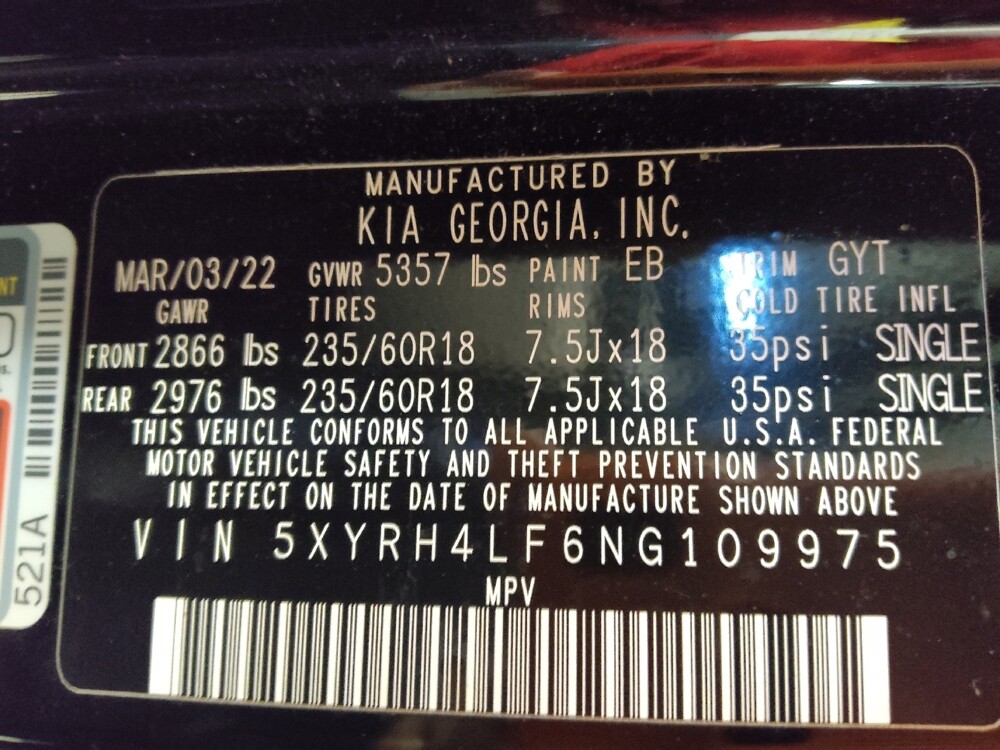 MANUFACTURED BY
KIA GEORGIA, INC.
MAR/03/22 GVWR 5357 lbs PAINT EB TRIM GYT
GAWR TIRES RIMS COLD TIRE INFL
FRONT 2866 lbs 235/60R18 7.5Jx18 35psi SINGLE
REAR 2976 lbs 235/60R18 7.5Jx18 35psi SINGLE
THIS VEHICLE CONFORMS TO ALL APPLICABLE U.S.A. FEDERAL
MOTOR VEHICLE SAFETY AND THEFT PREVENTION STANDARDS
IN EFFECT ON THE DATE OF MANUFACTURE SHOWN ABOVE
VIN 5XYRH4LF6NG109975
MPV
521A